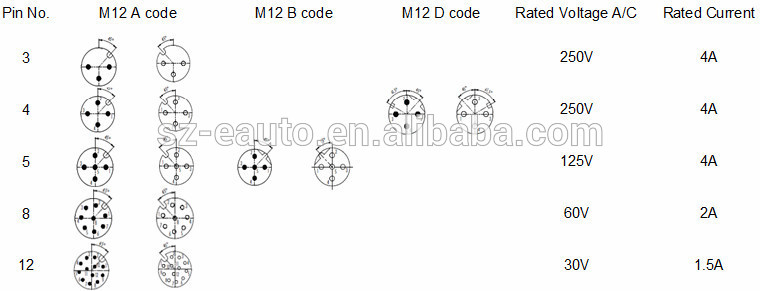 Pin No. M12 A code M12 B code M12 D code Rated Voltage A/C Rated Current
3 250V 4A
4 250V 4A
sz-eauto.en.alibaba.com
5 125V 4A
8 60V 2A
12 30V 1.5A